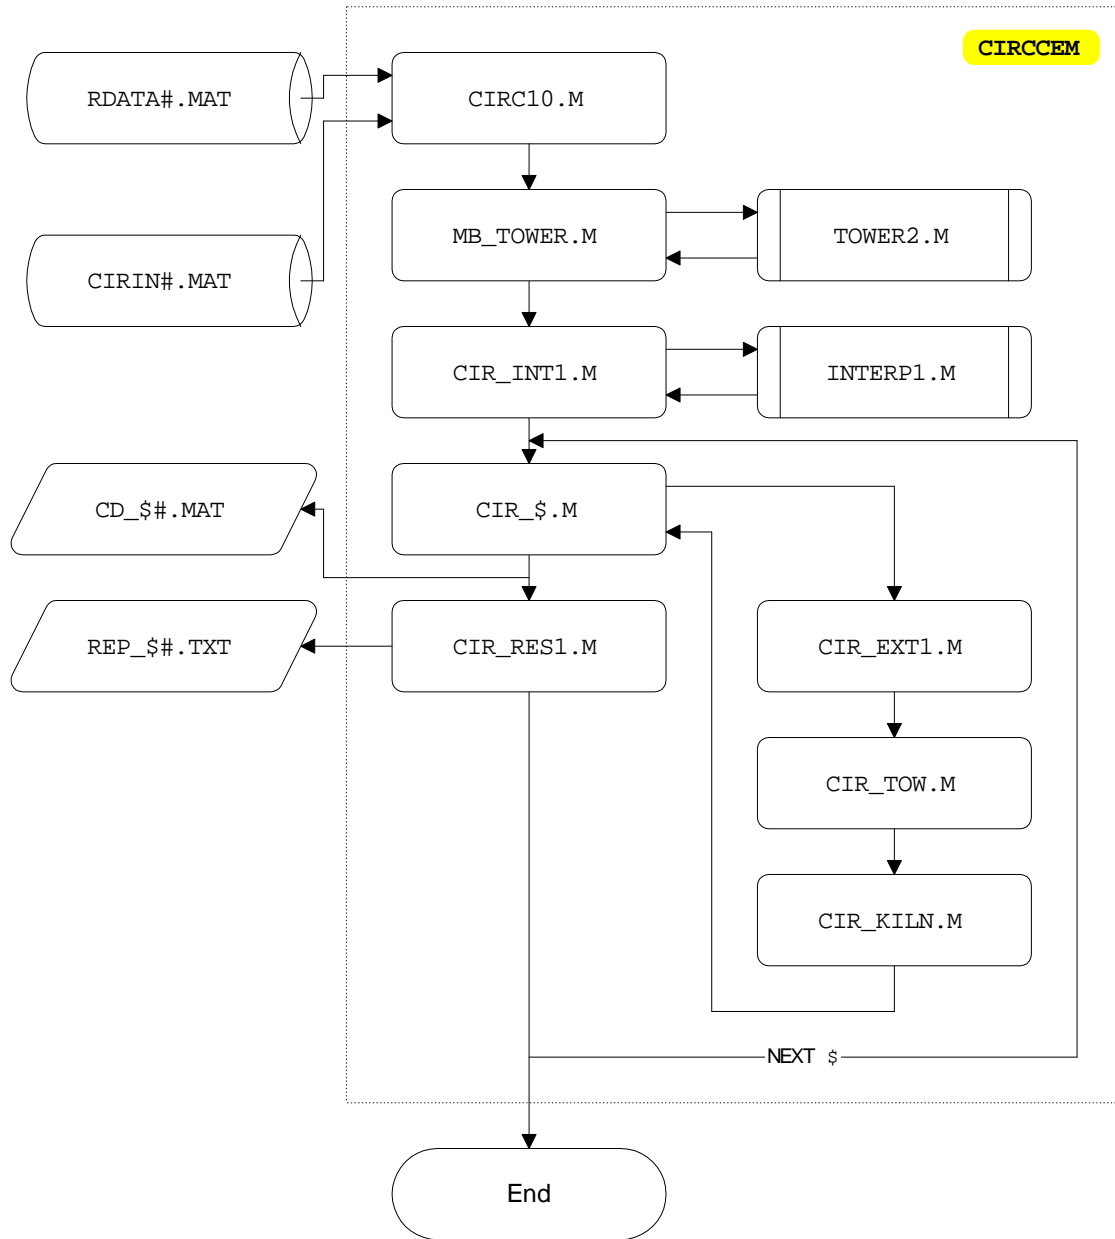 CIRCCEM
RDATA#.MAT
CIRC10.M
MB_TOWER.M
TOWER2.M
CIRIN#.MAT
CIR_INT1.M
INTERP1.M
CD_$#.MAT
CIR_$.M
REP_$#.TXT
CIR_RES1.M
CIR_EXT1.M
CIR_TOW.M
CIR_KILN.M
NEXT $
End